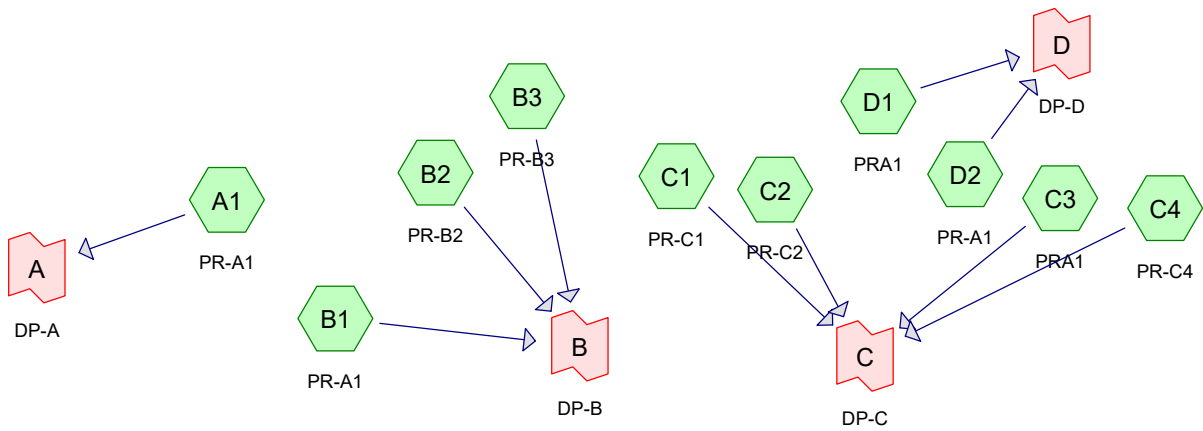 D
DP-D
D1
PRA1
B3
PR-B3
B2
PR-B2
C1
PR-C1
C2
PR-C2
D2
PR-A1
C3
PRA1
C4
PR-C4
A1
PR-A1
A
DP-A
B1
PR-A1
B
DP-B
C
DP-C